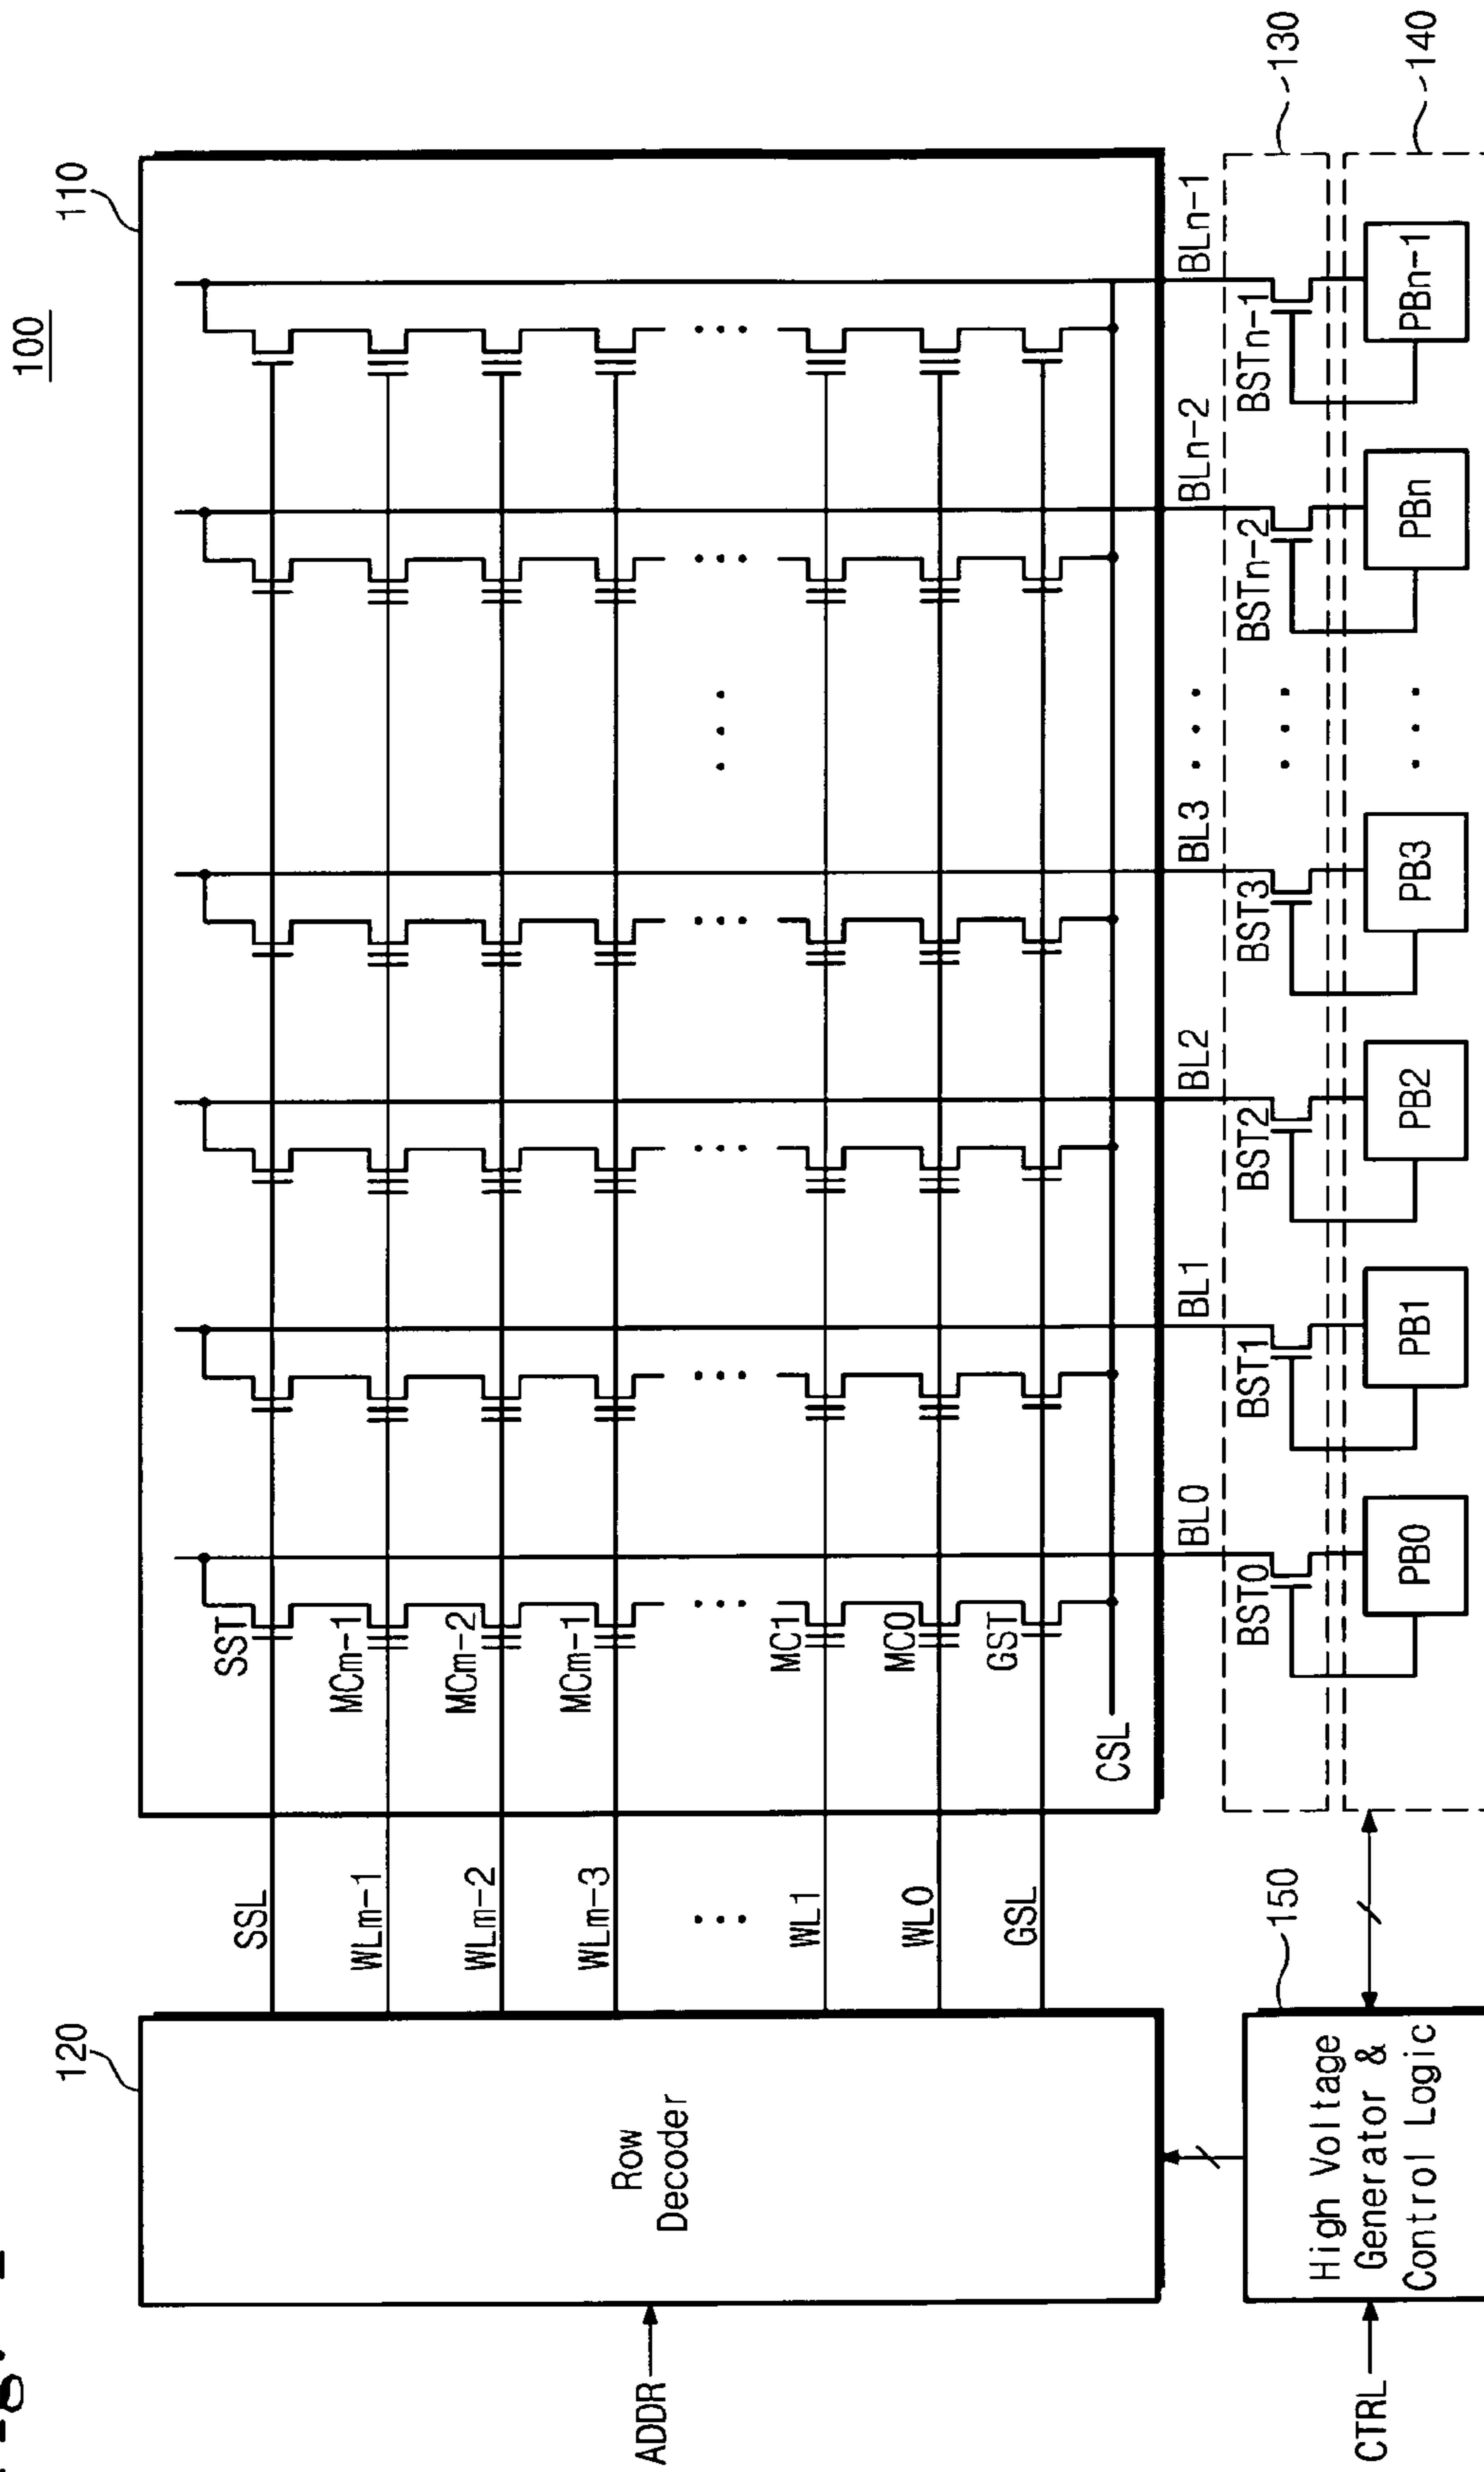 100
110
120
SST
MCm-1
MCm-2
MCm-1
MC1
MC0
GST
CSL
SSL
WLm-1
WLm-2
WLm-3
WL1
WL0
GSL
Row
Decoder
ADDR
BL0
BL1
BL2
BL3
BLn-2
BLn-1
130
BST0
BST1
BST2
BST3
BSTn-2
BSTn-1
140
PB0
PB1
PB2
PB3
PBn
PBn-1
150
High Voltage
Generator &
Control Logic
CTRL